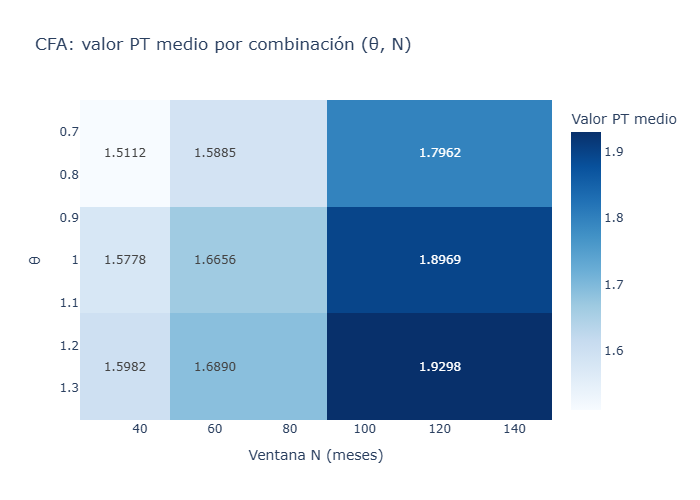 CFA: valor PT medio por combinación (θ, N)
Valor PT medio
0.7
1.5112 1.5885 1.7962
1.9
0.8
1.8
0.9
θ
1
1.5778 1.6656 1.8969
1.7
1.1
1.2
1.6
1.5982 1.6890 1.9298
1.3
40 60 80 100 120 140
Ventana N (meses)